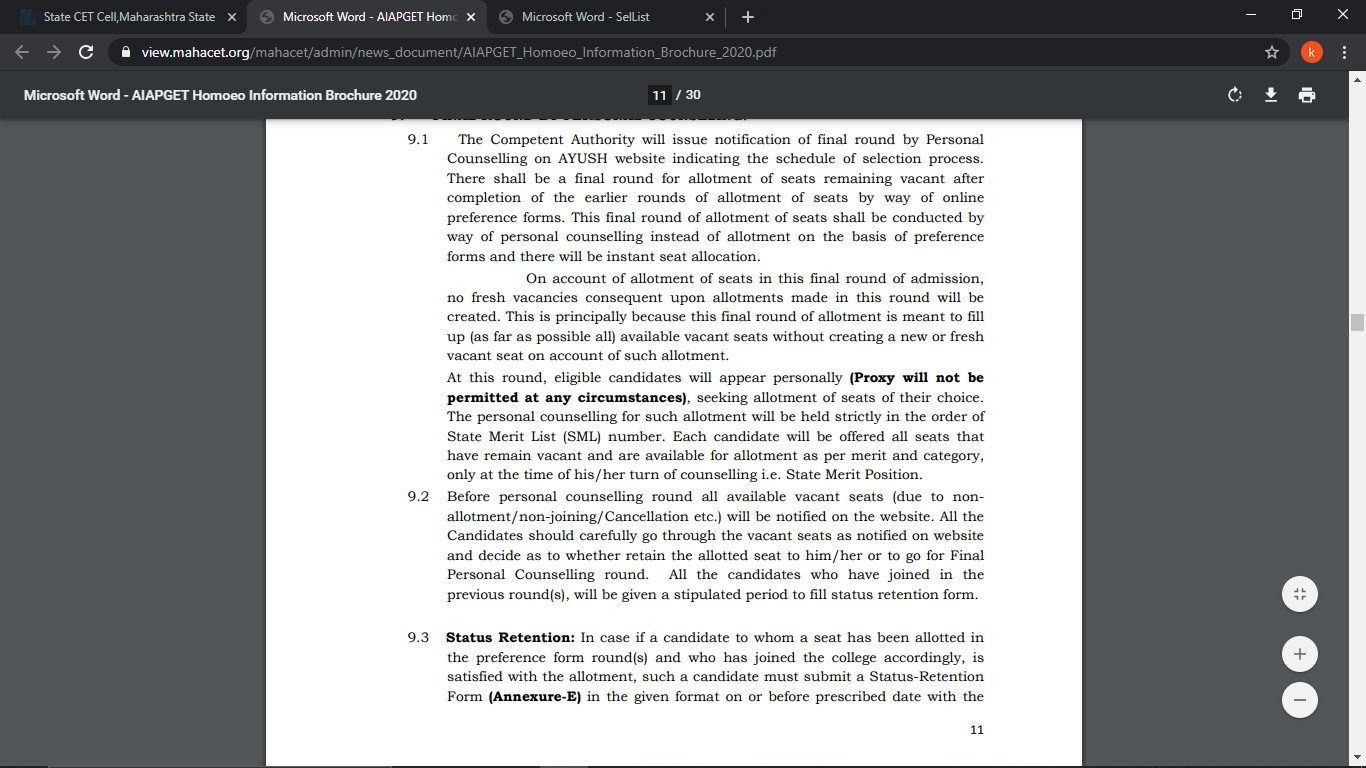 State CET Cell,Maharashtra State
Microsoft Word - AIAPGET Homo
Microsoft Word - SelList
view.mahacet.org/mahacet/admin/news_document/AIAPGET_Homoeo_Information_Brochure_2020.pdf
k
Microsoft Word - AIAPGET Homoeo Information Brochure 2020
11 / 30
9.1 The Competent Authority will issue notification of final round by Personal
Counselling on AYUSH website indicating the schedule of selection process.
There shall be a final round for allotment of seats remaining vacant after
completion of the earlier rounds of allotment of seats by way of online
preference forms. This final round of allotment of seats shall be conducted by
way of personal counselling instead of allotment on the basis of preference
forms and there will be instant seat allocation.
On account of allotment of seats in this final round of admission,
no fresh vacancies consequent upon allotments made in this round will be
created. This is principally because this final round of allotment is meant to fill
up (as far as possible all) available vacant seats without creating a new or fresh
vacant seat on account of such allotment.
At this round, eligible candidates will appear personally (Proxy will not be
permitted at any circumstances), seeking allotment of seats of their choice.
The personal counselling for such allotment will be held strictly in the order of
State Merit List (SML) number. Each candidate will be offered all seats that
have remain vacant and are available for allotment as per merit and category,
only at the time of his/her turn of counselling i.e. State Merit Position.
9.2 Before personal counselling round all available vacant seats (due to non-
allotment/non-joining/Cancellation etc.) will be notified on the website. All the
Candidates should carefully go through the vacant seats as notified on website
and decide as to whether retain the allotted seat to him/her or to go for Final
Personal Counselling round. All the candidates who have joined in the
previous round(s), will be given a stipulated period to fill status retention form.
9.3 Status Retention: In case if a candidate to whom a seat has been allotted in
the preference form round(s) and who has joined the college accordingly, is
satisfied with the allotment, such a candidate must submit a Status-Retention
Form (Annexure-E) in the given format on or before prescribed date with the
11